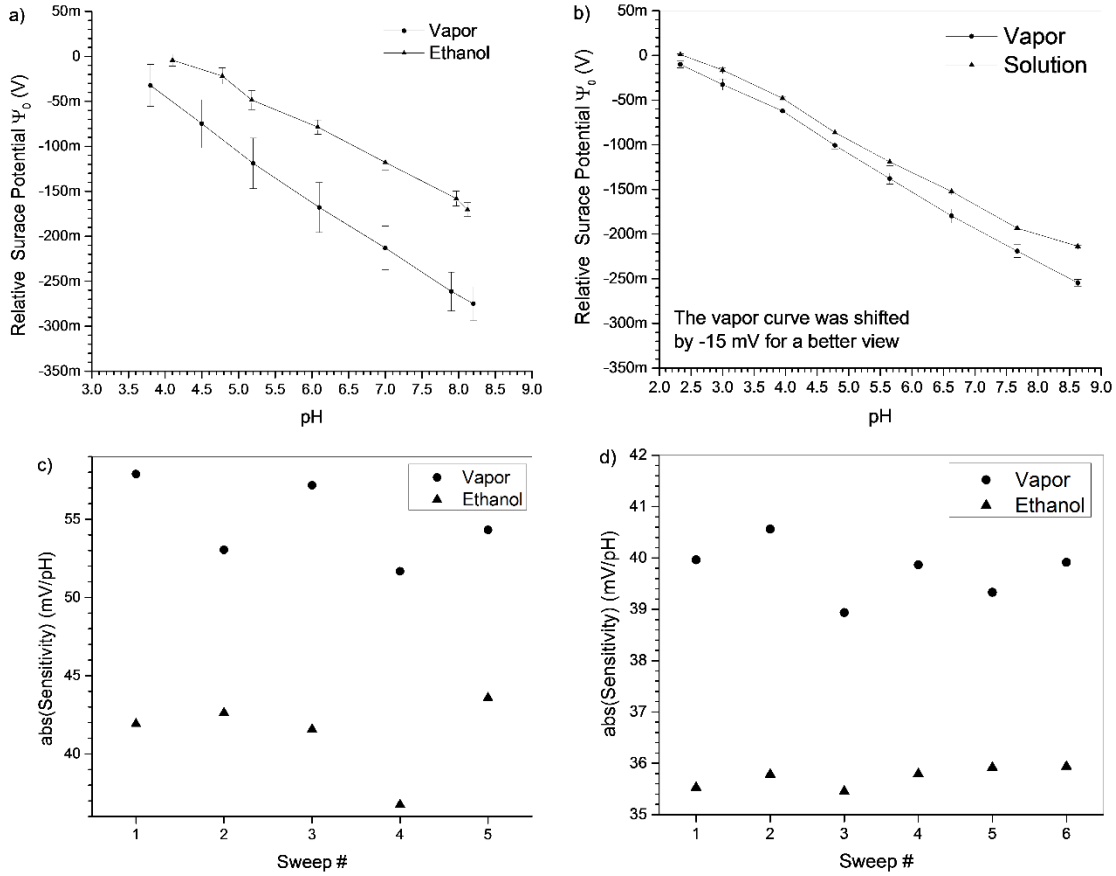 a)
Vapor
Ethanol
Relative Surace Potential Ψ₀ (V)
50m
0
-50m
-100m
-150m
-200m
-250m
-300m
-350m
3.0 3.5 4.0 4.5 5.0 5.5 6.0 6.5 7.0 7.5 8.0 8.5 9.0
pH
b)
Vapor
Solution
Relative Surace Potential Ψ₀ (V)
50m
0
-50m
-100m
-150m
-200m
-250m
-300m
-350m
The vapor curve was shifted
by -15 mV for a better view
2.0 2.5 3.0 3.5 4.0 4.5 5.0 5.5 6.0 6.5 7.0 7.5 8.0 8.5 9.0
pH
c)
Vapor
Ethanol
abs(Sensitivity) (mV/pH)
55
50
45
40
1 2 3 4 5
Sweep #
d)
Vapor
Ethanol
abs(Sensitivity) (mV/pH)
42
41
40
39
38
37
36
35
1 2 3 4 5 6
Sweep #